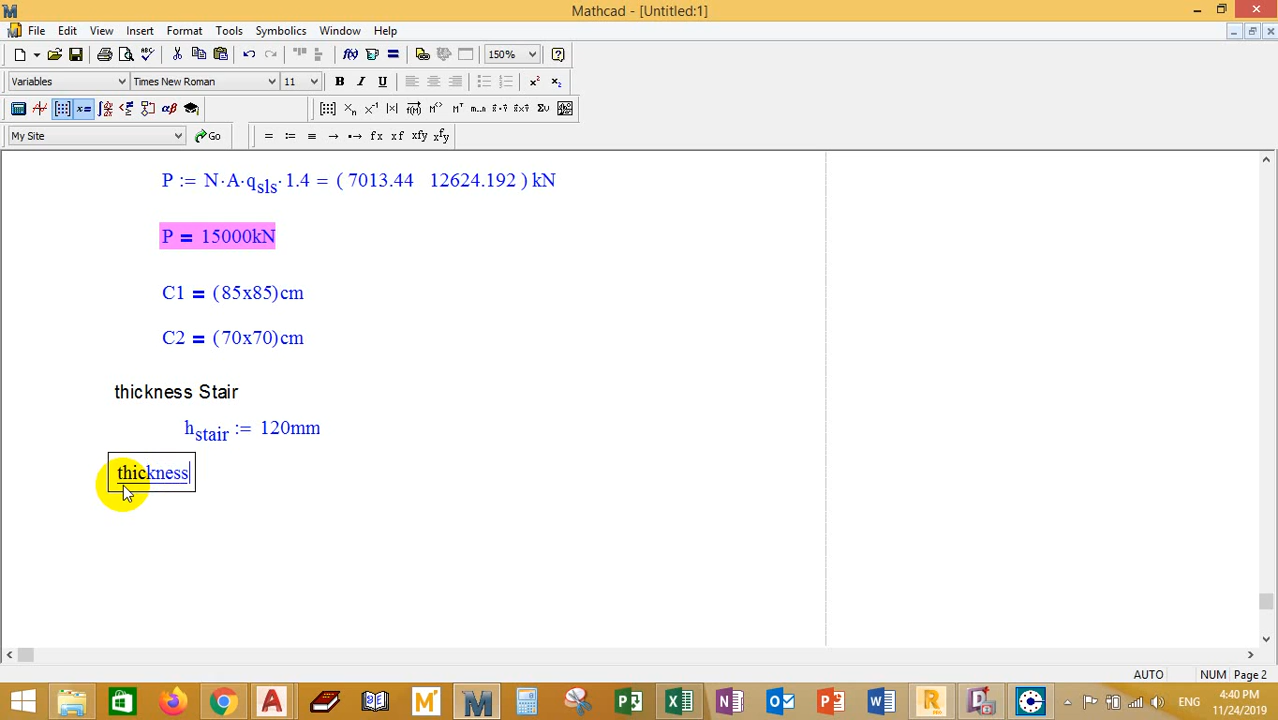 Mathcad - [Untitled:1]
File Edit View Insert Format Tools Symbolics Window Help
150%
Variables Times New Roman 11 B I U
My Site Go
P := N·A·qsls·1.4 = ( 7013.44 12624.192 ) kN
P = 15000kN
C1 = (85x85)cm
C2 = (70x70)cm
thickness Stair
hstair := 120mm
thickness
AUTO NUM Page 2
ENG 4:40 PM
11/24/2019